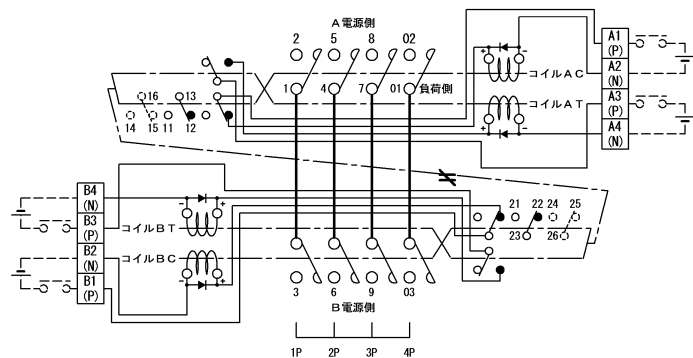 A電源側
2 5 8 02
1 4 7 01 負荷側
16 13
14 15 11 12
+ -
コイルAC
コイルAT
+ -
A1
(P)
A2
(N)
A3
(P)
A4
(N)
B4
(N)
B3
(P)
B2
(N)
B1
(P)
- +
コイルBT
コイルBC
- +
21 22 24 25
23 26
3 6 9 03
B電源側
1P 2P 3P 4P